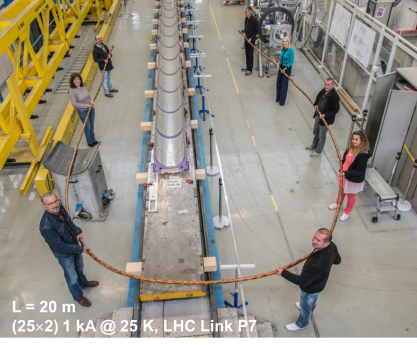 L = 20 m
(25×2) 1 kA @ 25 K, LHC Link P7